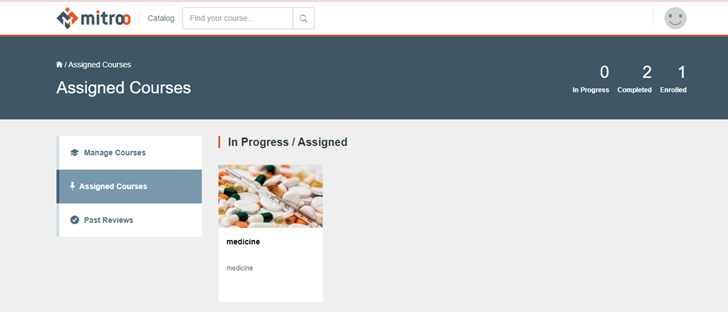 mitroo
Catalog
Find your course...
/ Assigned Courses
Assigned Courses
0 2 1
In Progress Completed Enrolled
Manage Courses
Assigned Courses
Past Reviews
In Progress / Assigned
medicine
medicine